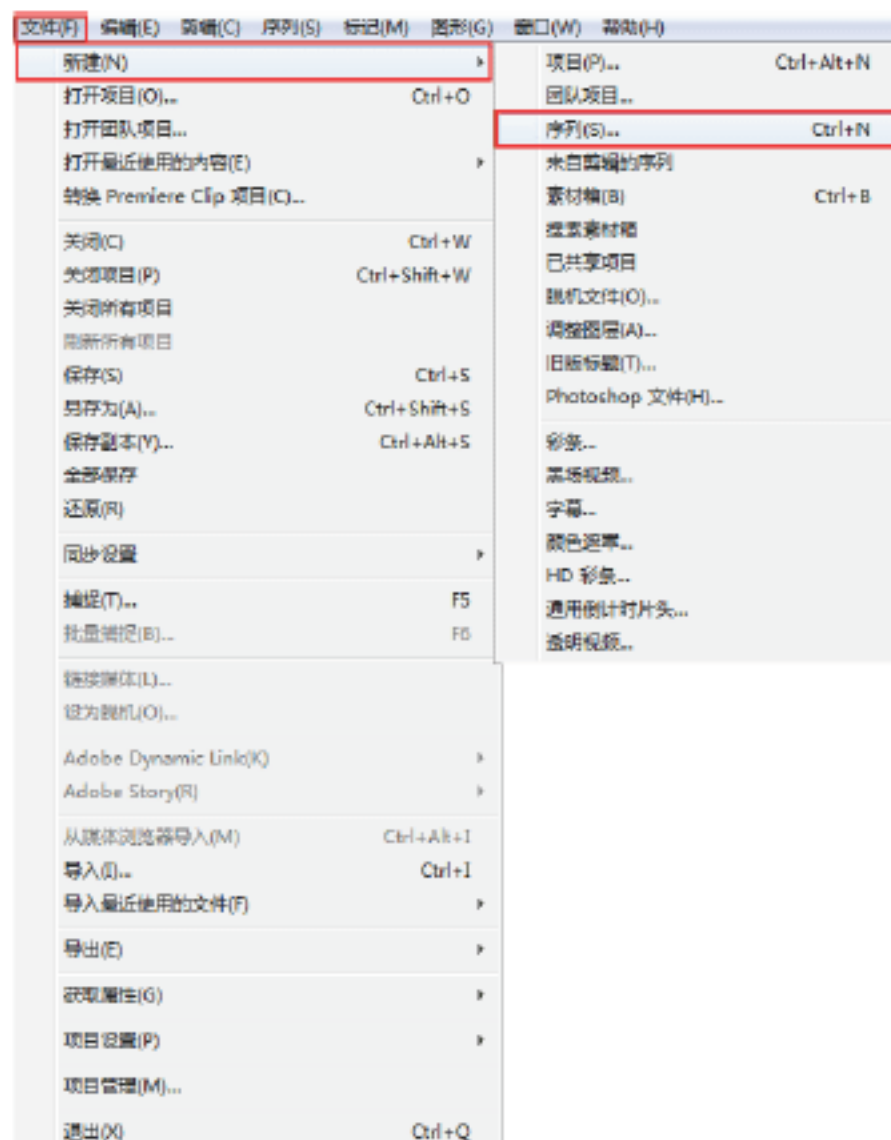 文件(F) 编辑(E) 剪辑(C) 序列(S) 标记(M) 图形(G) 窗口(W) 帮助(H)
新建(N)
打开项目(O)... Ctrl+O
打开团队项目...
打开最近使用的内容(E)
转换 Premiere Clip 项目(C)...
关闭(C) Ctrl+W
关闭项目(P) Ctrl+Shift+W
关闭所有项目
刷新所有项目
保存(S) Ctrl+S
另存为(A)... Ctrl+Shift+S
保存副本(Y)... Ctrl+Alt+S
全部保存
还原(R)
同步设置
捕捉(T)... F5
批量捕捉(B)... F6
链接媒体(L)...
设为脱机(O)...
Adobe Dynamic Link(K)
Adobe Story(R)
从媒体浏览器导入(M) Ctrl+Alt+I
导入(I)... Ctrl+I
导入最近使用的文件(F)
导出(E)
获取属性(G)
项目设置(P)
项目管理(M)...
退出(X) Ctrl+Q
项目(P)... Ctrl+Alt+N
团队项目...
序列(S)... Ctrl+N
来自剪辑的序列
素材箱(B) Ctrl+B
搜索素材箱
已共享项目
脱机文件(O)...
调整图层(A)...
旧版标题(T)...
Photoshop 文件(H)...
彩条...
黑场视频...
字幕...
颜色遮罩...
HD 彩条...
通用倒计时片头...
透明视频...